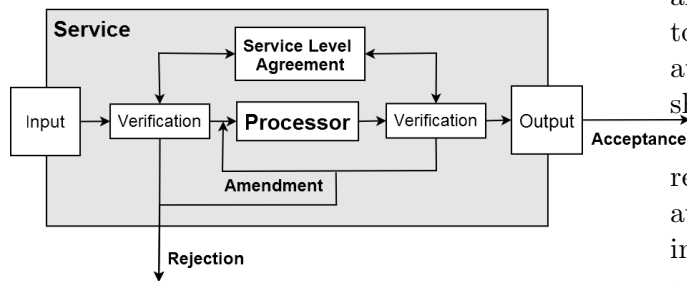 Service
Service Level
Agreement
Input
Verification
Processor
Verification
Output
Acceptance
Amendment
Rejection